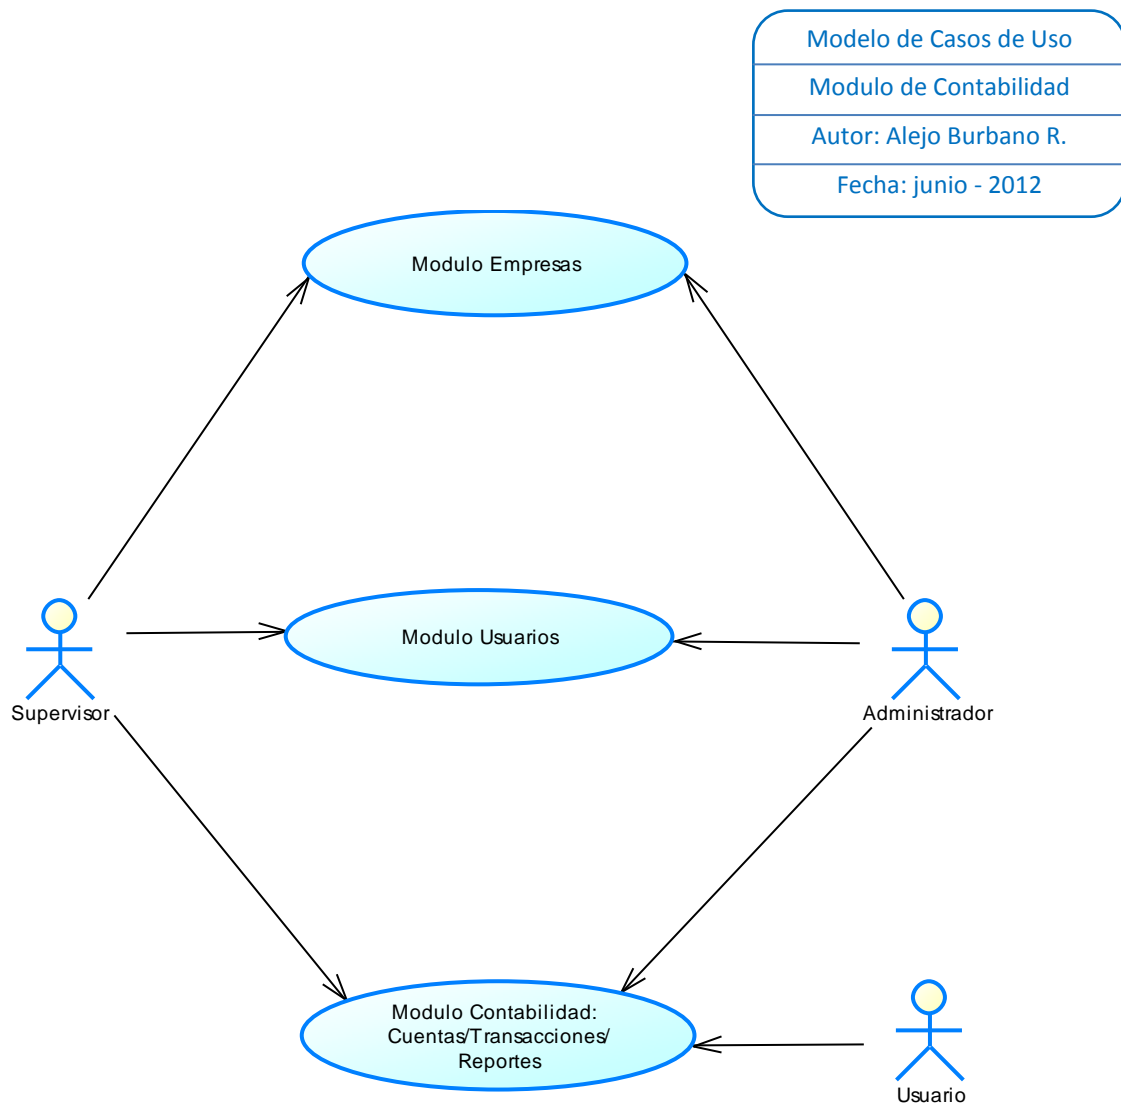 Modelo de Casos de Uso
Modulo de Contabilidad
Autor: Alejo Burbano R.
Fecha: junio - 2012
Modulo Empresas
Modulo Usuarios
Supervisor
Administrador
Modulo Contabilidad:
Cuentas/Transacciones/
Reportes
Usuario